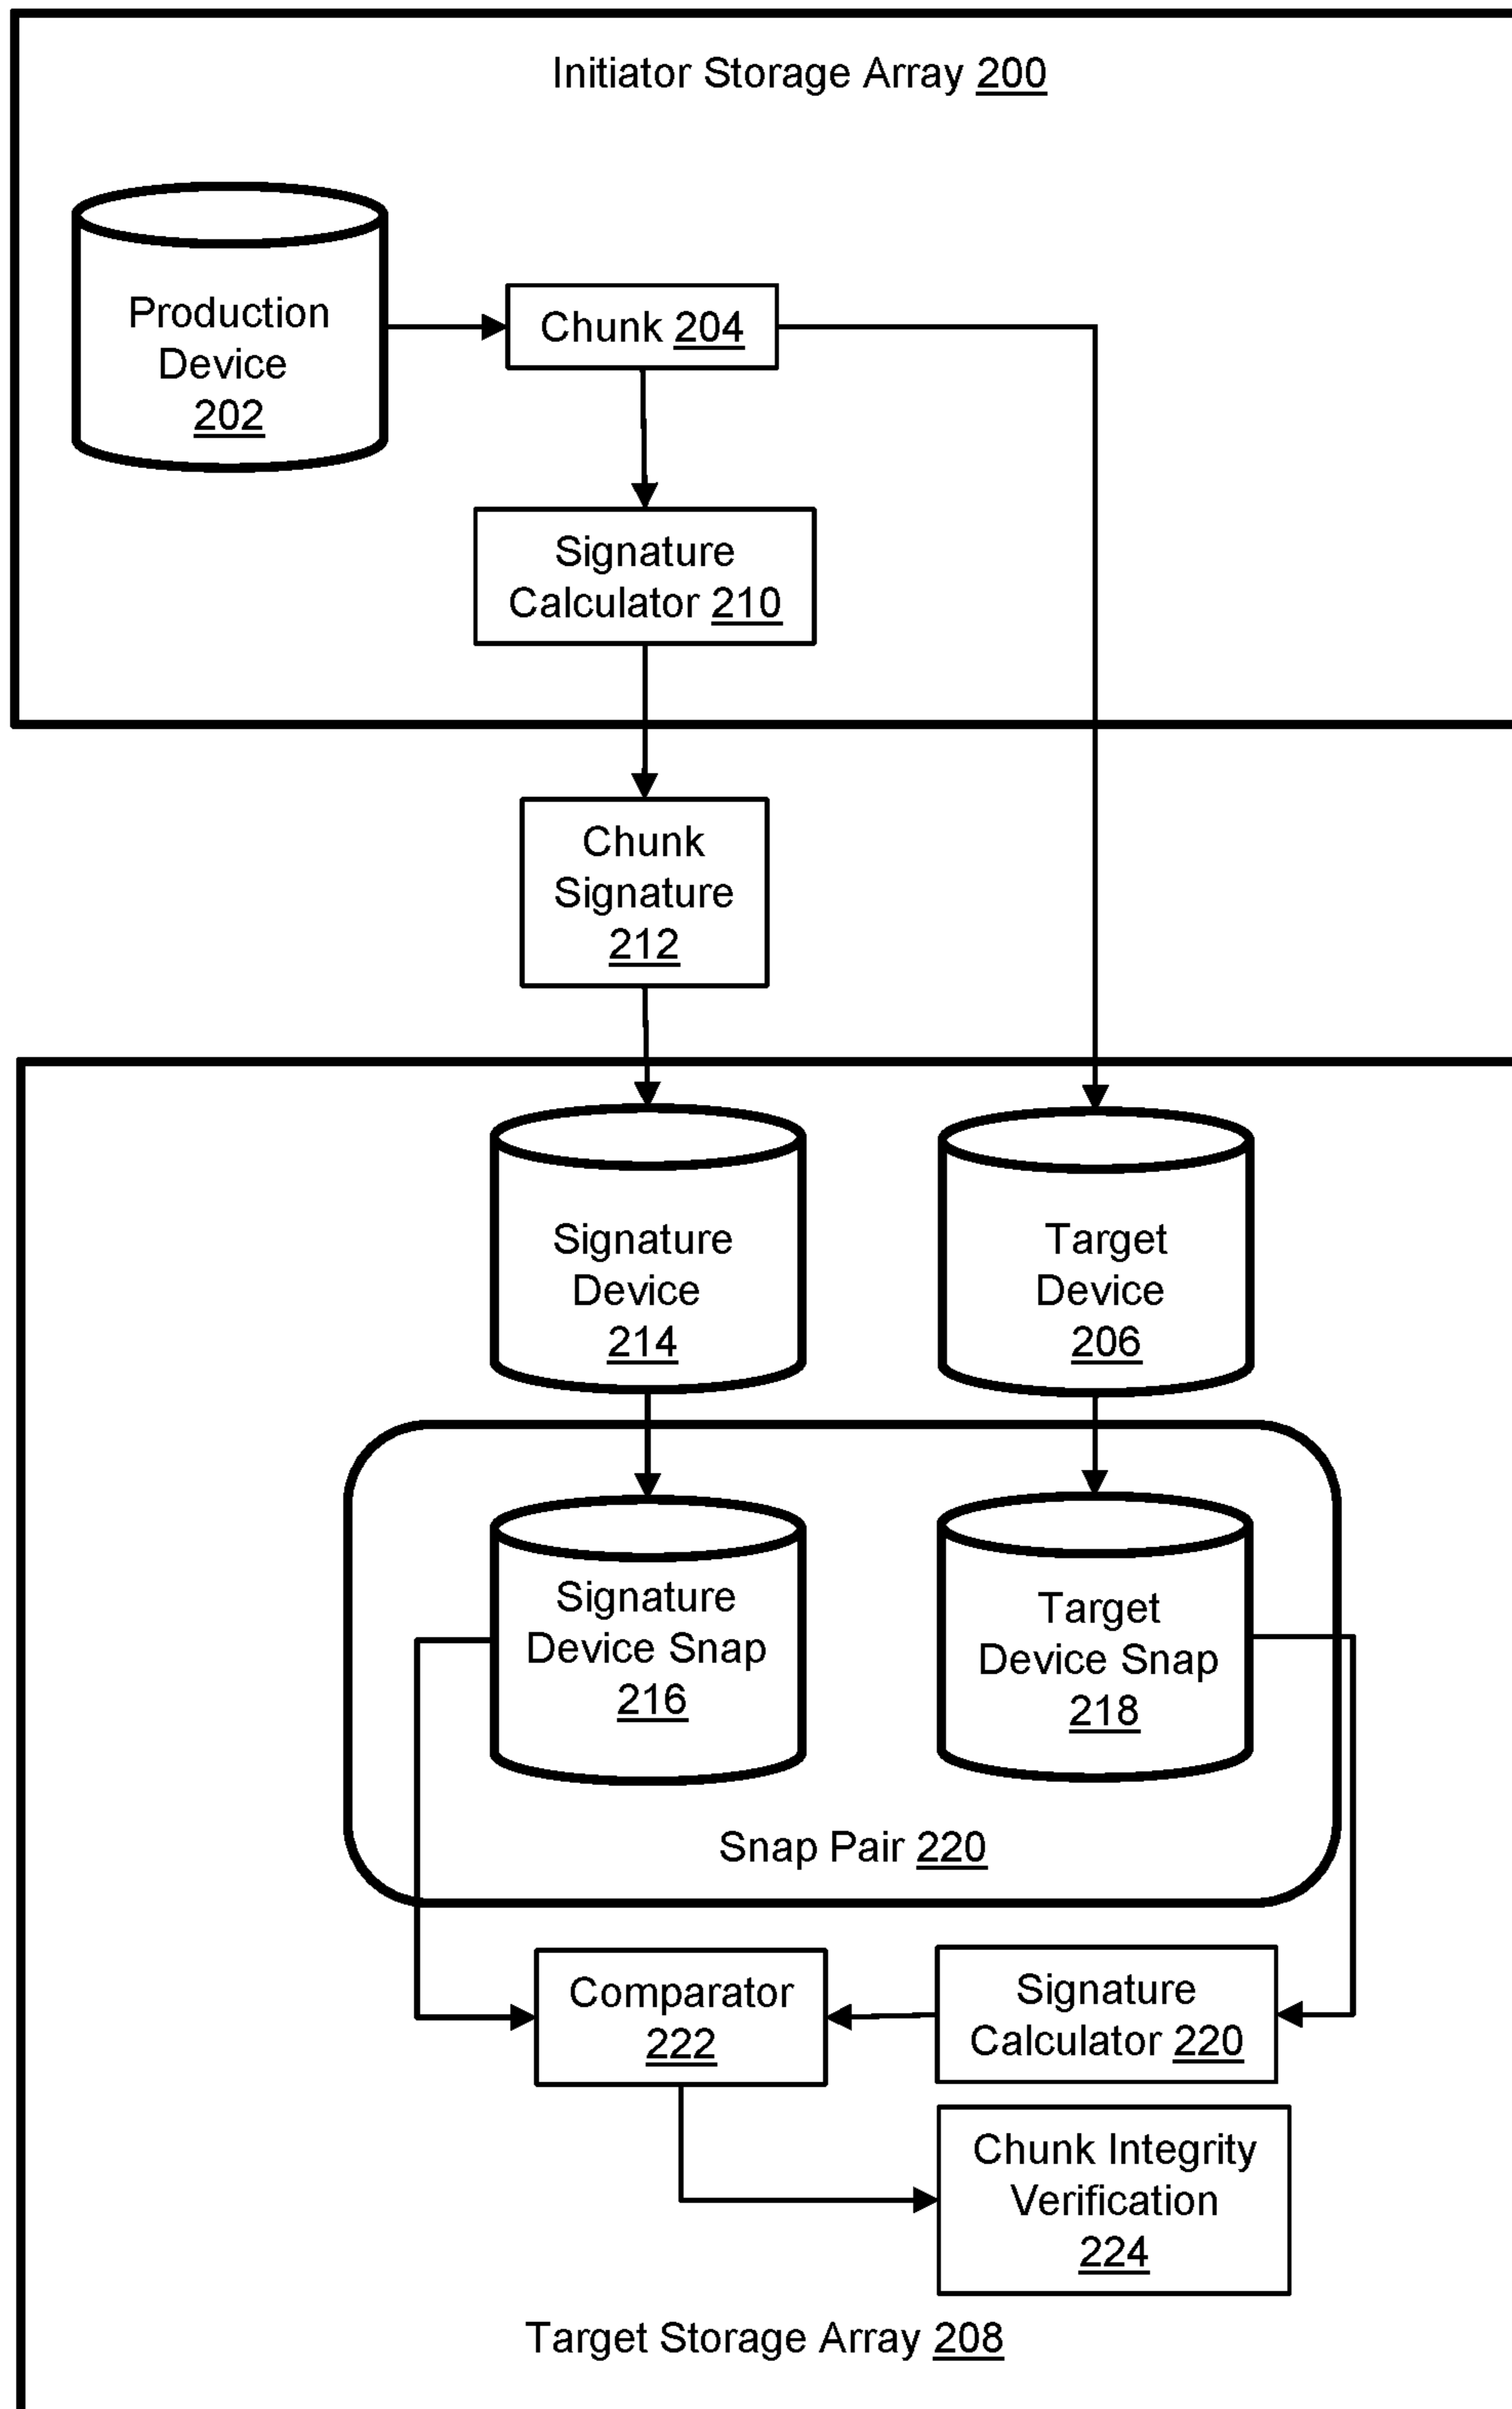 Initiator Storage Array 200
Production
Device
202
Chunk 204
Signature
Calculator 210
Chunk
Signature
212
Signature
Device
214
Target
Device
206
Signature
Device Snap
216
Target
Device Snap
218
Snap Pair 220
Comparator
222
Signature
Calculator 220
Chunk Integrity
Verification
224
Target Storage Array 208